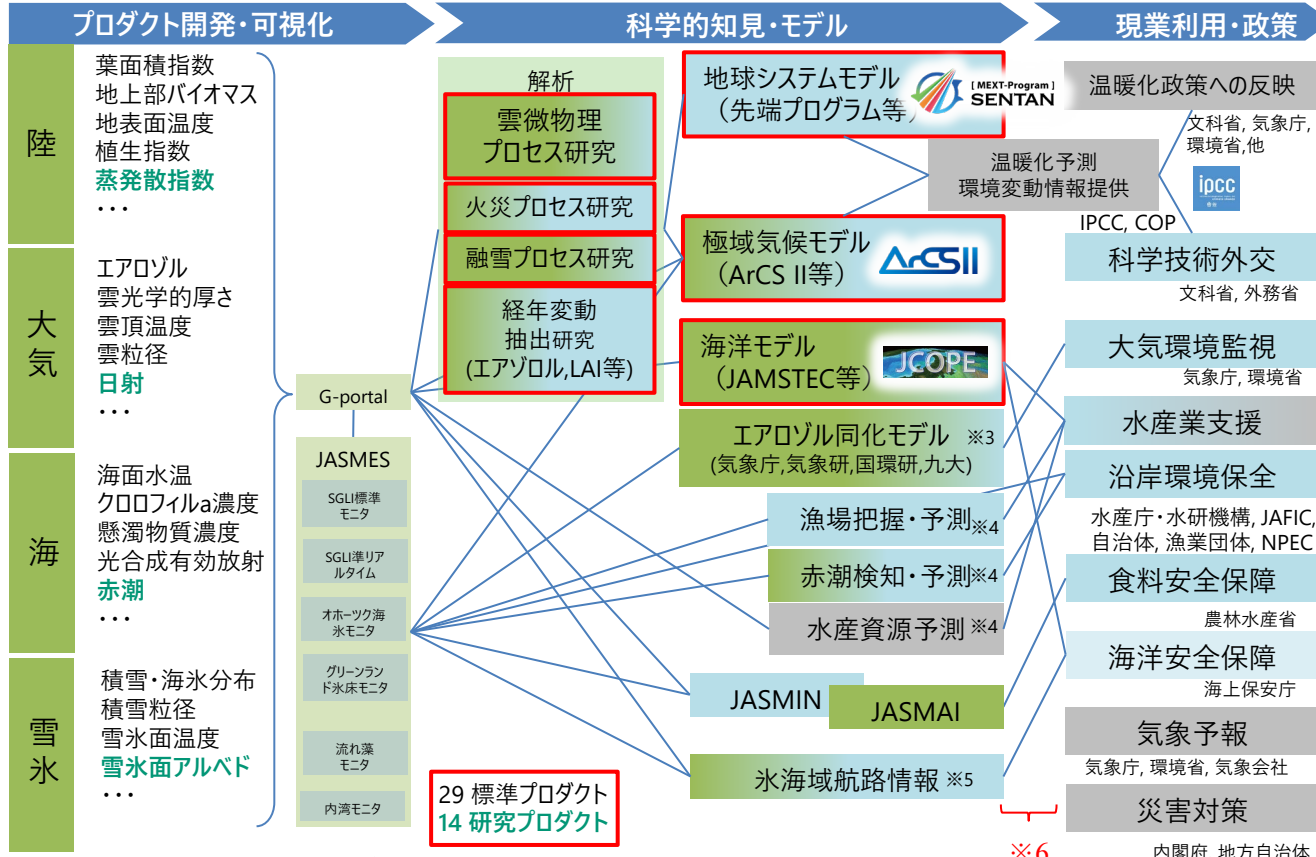 プロダクト開発・可視化
科学的知見・モデル
現業利用・政策
陸
葉面積指数
地上部バイオマス
地表面温度
植生指数
蒸発散指数
・・・
大気
エアロゾル
雲光学的厚さ
雲頂温度
雲粒径
日射
・・・
海
海面水温
クロロフィルa濃度
懸濁物質濃度
光合成有効放射
赤潮
・・・
雪氷
積雪・海氷分布
積雪粒径
雪氷面温度
雪氷面アルベド
・・・
G-portal
JASMES
SGLI標準
モニタ
SGLI準リア
ルタイム
オホーツク海
氷モニタ
グリーンラン
ド氷床モニタ
流れ藻
モニタ
内湾モニタ
29 標準プロダクト
14 研究プロダクト
解析
雲微物理
プロセス研究
火災プロセス研究
融雪プロセス研究
経年変動
抽出研究
(エアゾロル,LAI等)
地球システムモデル
（先端プログラム等）
[ MEXT-Program ]
SENTAN
極域気候モデル
（ArCS II等）
ArCSII
海洋モデル
（JAMSTEC等）
JCOPE
エアロゾル同化モデル ※3
(気象庁,気象研,国環研,九大)
漁場把握・予測※4
赤潮検知・予測※4
水産資源予測※4
JASMIN
JASMAI
氷海域航路情報 ※5
温暖化予測
環境変動情報提供
温暖化政策への反映
文科省, 気象庁,
環境省,他
ipcc
IPCC, COP
科学技術外交
文科省, 外務省
大気環境監視
気象庁, 環境省
水産業支援
沿岸環境保全
水産庁・水研機構, JAFIC,
自治体, 漁業団体, NPEC
食料安全保障
農林水産省
海洋安全保障
海上保安庁
気象予報
気象庁, 環境省, 気象会社
災害対策
内閣府, 地方自治体
※6